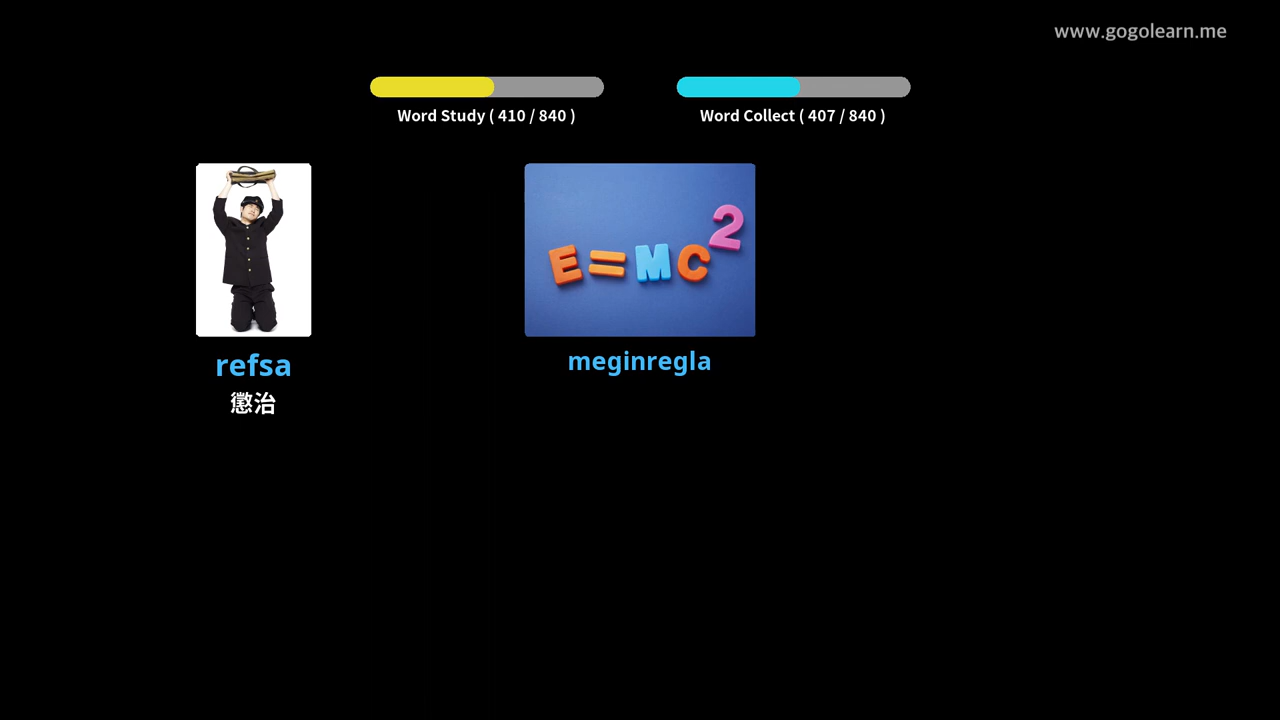 www.gogolearn.me
Word Study ( 410 / 840 )
Word Collect ( 407 / 840 )
E=MC2
refsa
懲治
meginregla